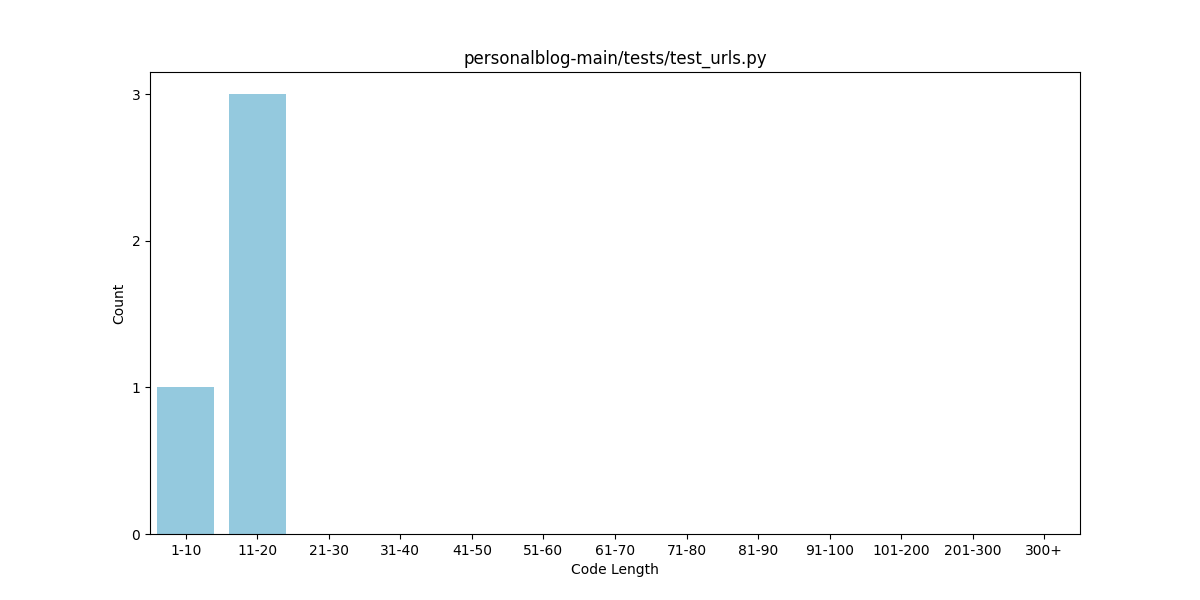 personalblog-main/tests/test_urls.py
3
2
1
0
Count
1-10 11-20 21-30 31-40 41-50 51-60 61-70 71-80 81-90 91-100 101-200 201-300 300+
Code Length